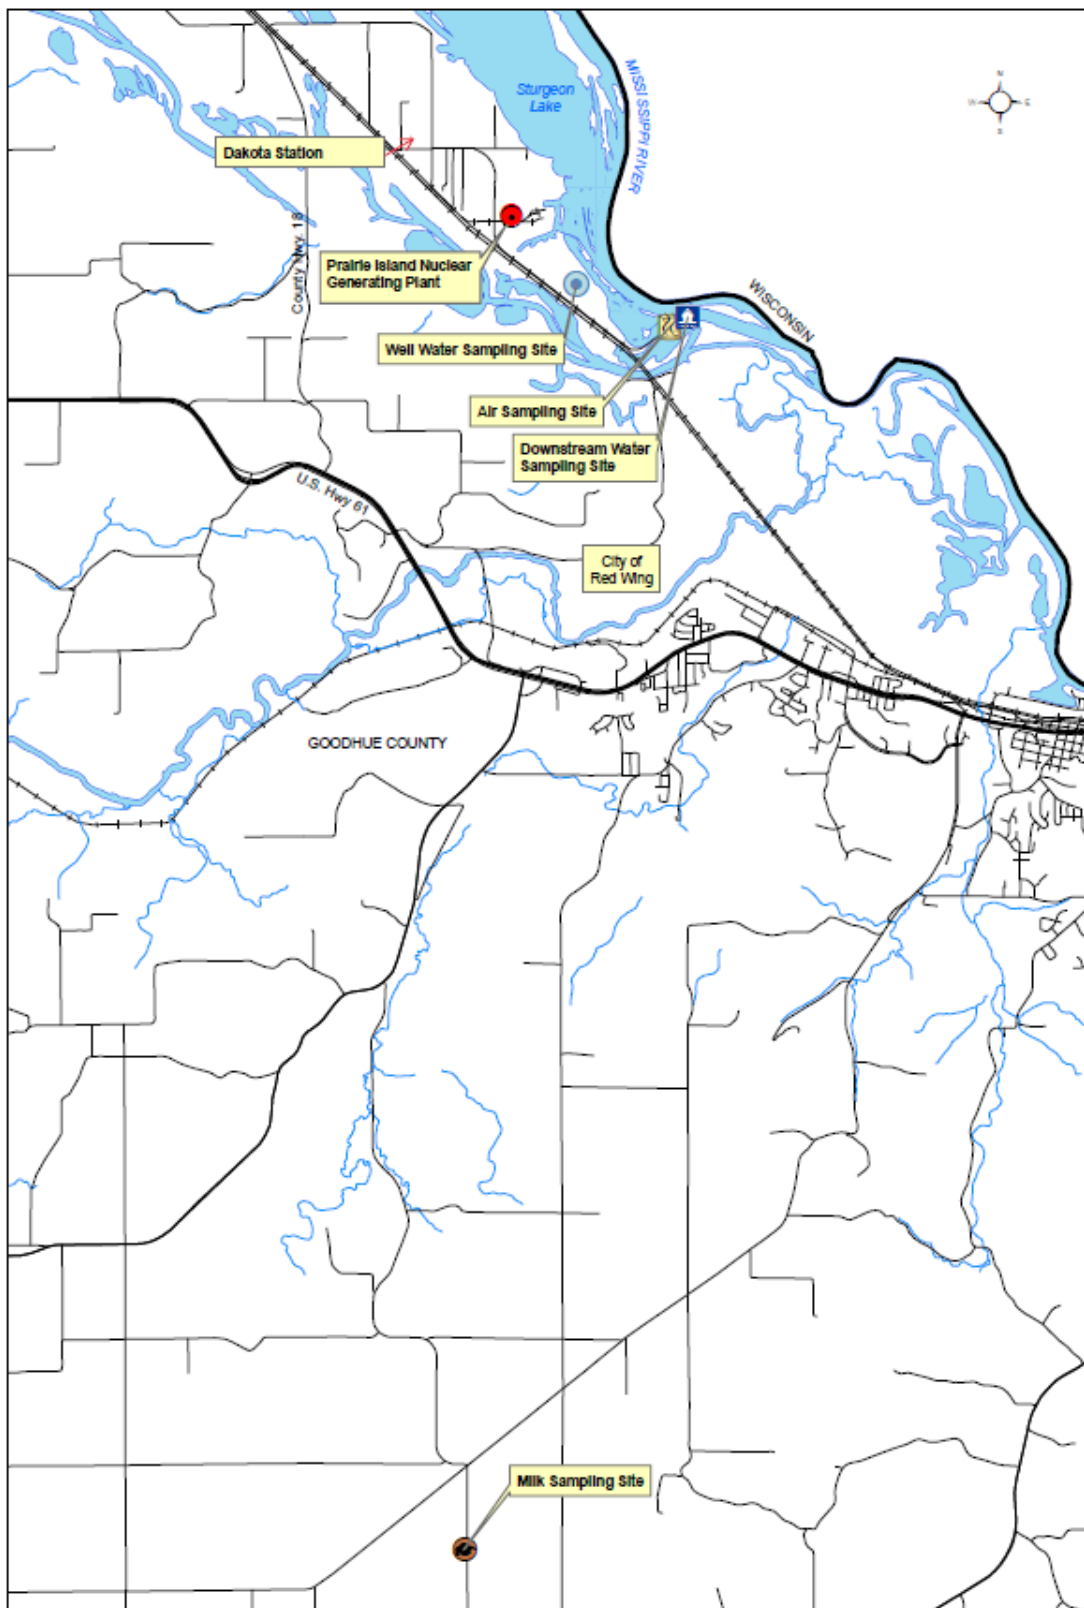 Sturgeon
Lake
MISSISSIPPI RIVER
N
W
E
S
Dakota Station
County Hwy. 18
Prairie Island Nuclear
Generating Plant
WISCONSIN
Well Water Sampling Site
Air Sampling Site
Downstream Water
Sampling Site
U.S. Hwy 61
City of
Red Wing
GOODHUE COUNTY
Milk Sampling Site